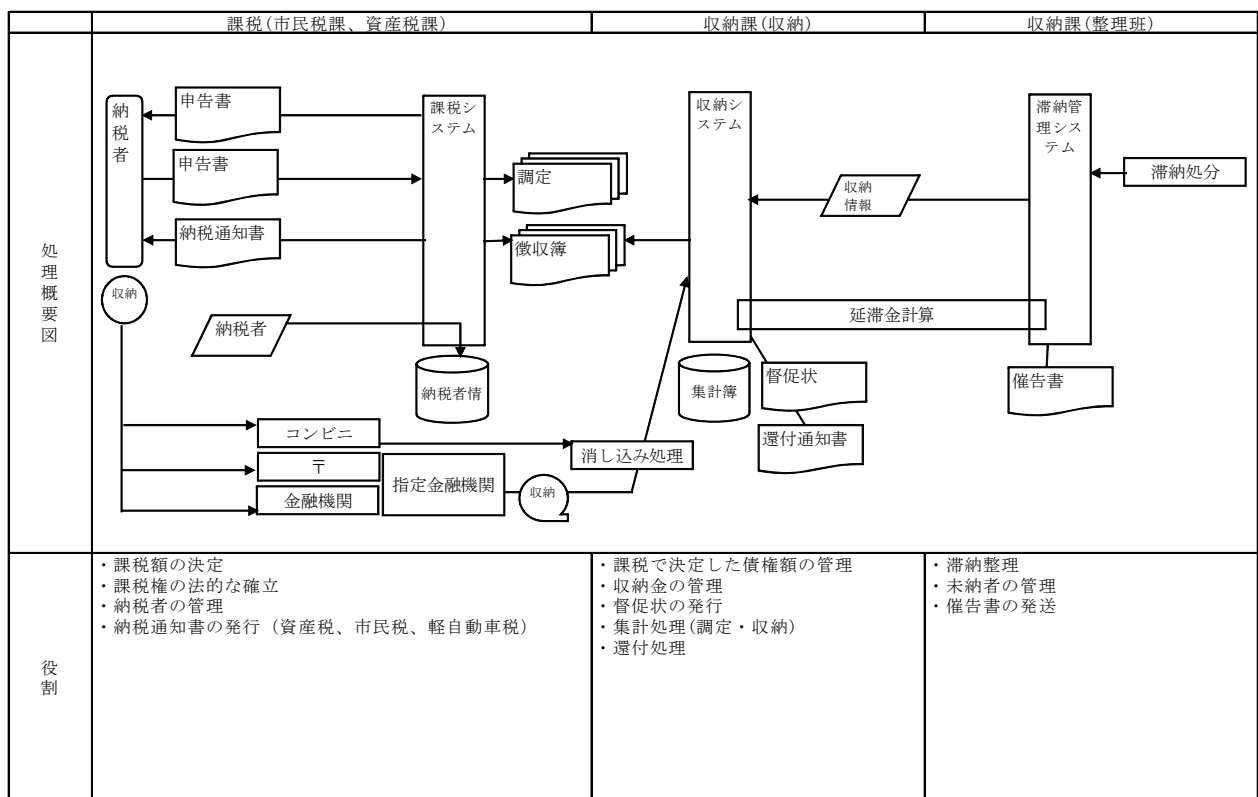 課税(市民税課、資産税課)
収納課(収納)
収納課(整理班)
処理概要図
納税者
申告書
申告書
納税通知書
収納
納税者
課税シ
ステム
調定
徴収簿
納税者情
コンビニ
〒
金融機関
指定金融機関
収納
消し込み処理
収納シ
ステム
集計簿
督促状
還付通知書
収納
情報
延滞金計算
滞納管
理シス
テム
滞納処分
催告書
役割
・課税額の決定
・課税権の法的な確立
・納税者の管理
・納税通知書の発行（資産税、市民税、軽自動車税）
・課税で決定した債権額の管理
・収納金の管理
・督促状の発行
・集計処理(調定・収納)
・還付処理
・滞納整理
・未納者の管理
・催告書の発送